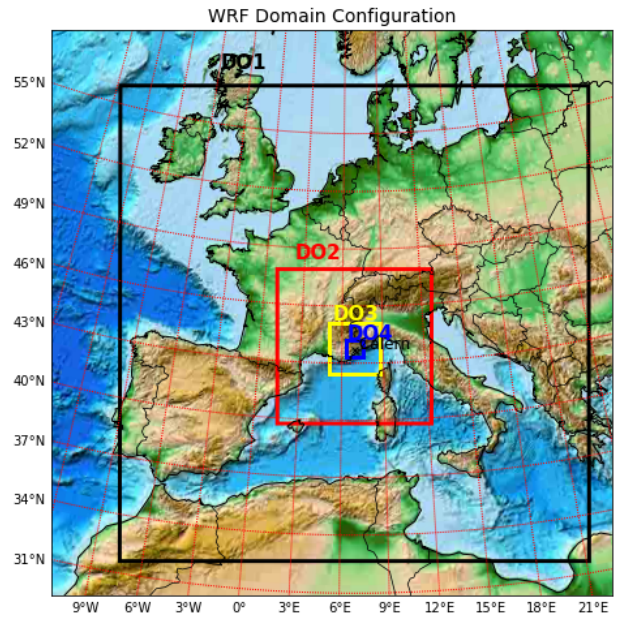 WRF Domain Configuration
DO1
55°N
52°N
49°N
46°N
DO2
43°N
DO3
DO4
Calern
40°N
37°N
34°N
31°N
9°W 6°W 0° 3°E 6°E 9°E 12°E 15°E 18°E 21°E